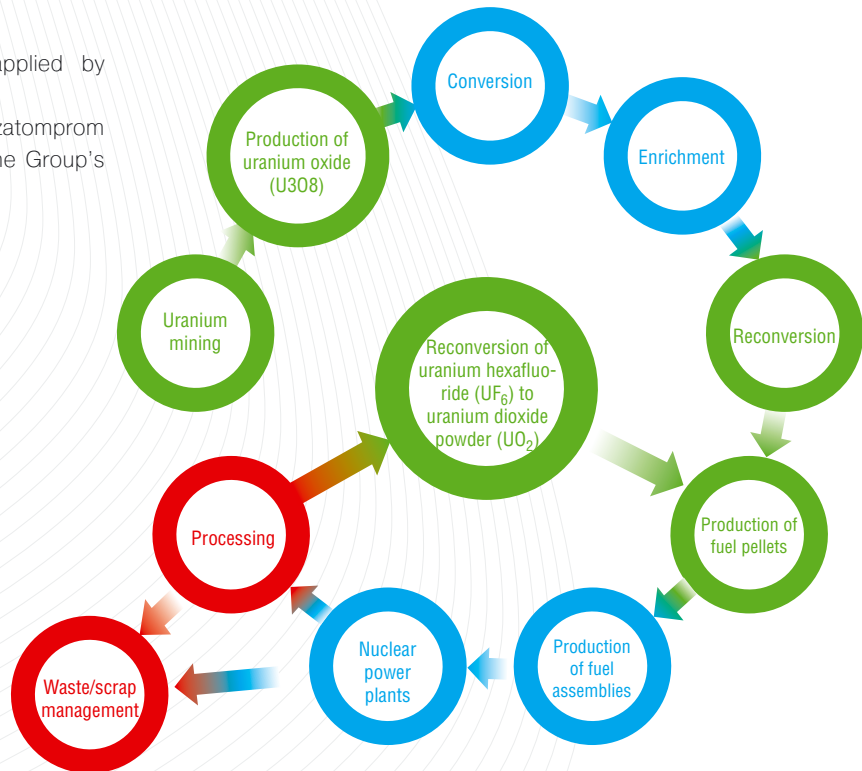 applied by
zatomprom
ne Group's
Conversion
Production of
uranium oxide
(U3O8)
Enrichment
Uranium
mining
Reconversion of
uranium hexafluo-
ride (UF₆) to
uranium dioxide
powder (UO₂)
Reconversion
Processing
Production of
fuel pellets
Nuclear
power
plants
Production
of fuel
assemblies
Waste/scrap
management